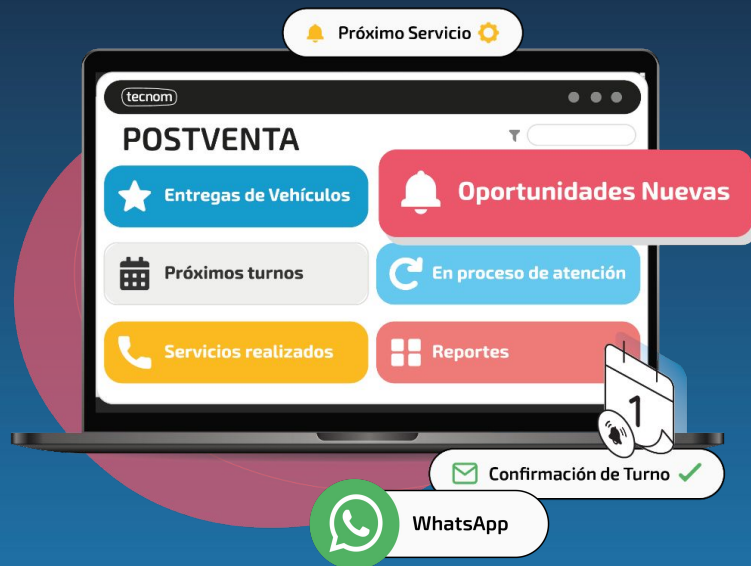 Próximo Servicio
tecnom
POSTVENTA
Entregas de Vehículos
Oportunidades Nuevas
Próximos turnos
En proceso de atención
Servicios realizados
Reportes
1
Confirmación de Turno
WhatsApp